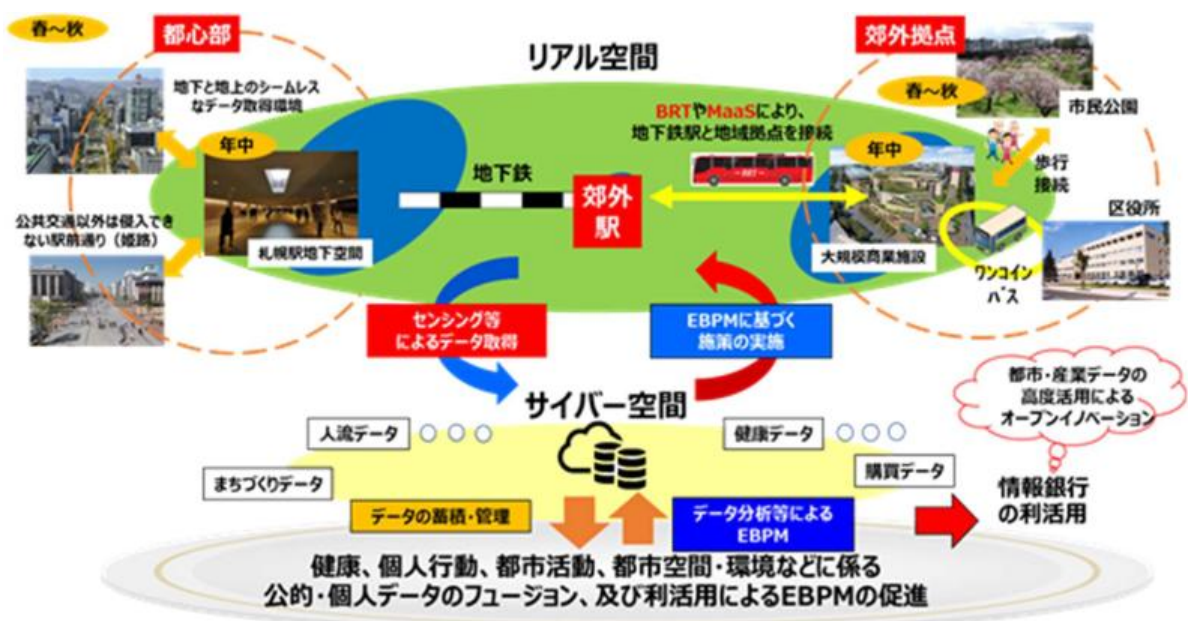 春～秋
都心部
地下と地上のシームレス
なデータ取得環境
年中
公共交通以外は侵入でき
ない駅前通り（姫路）
札幌駅地下空間
リアル空間
地下鉄
郊外
駅
BRTやMaaSにより、
地下鉄駅と地域拠点を接続
BRT
郊外拠点
春～秋
市民公園
年中
歩行
接続
大規模商業施設
区役所
ワンコイン
バス
センシング等
によるデータ取得
EBPMに基づく
施策の実施
サイバー空間
人流データ
まちづくりデータ
健康データ
購買データ
都市・産業データの
高度活用による
オープンイノベーション
情報銀行
の利活用
データの蓄積・管理
データ分析等による
EBPM
健康、個人行動、都市活動、都市空間・環境などに係る
公的・個人データのフュージョン、及び利活用によるEBPMの促進